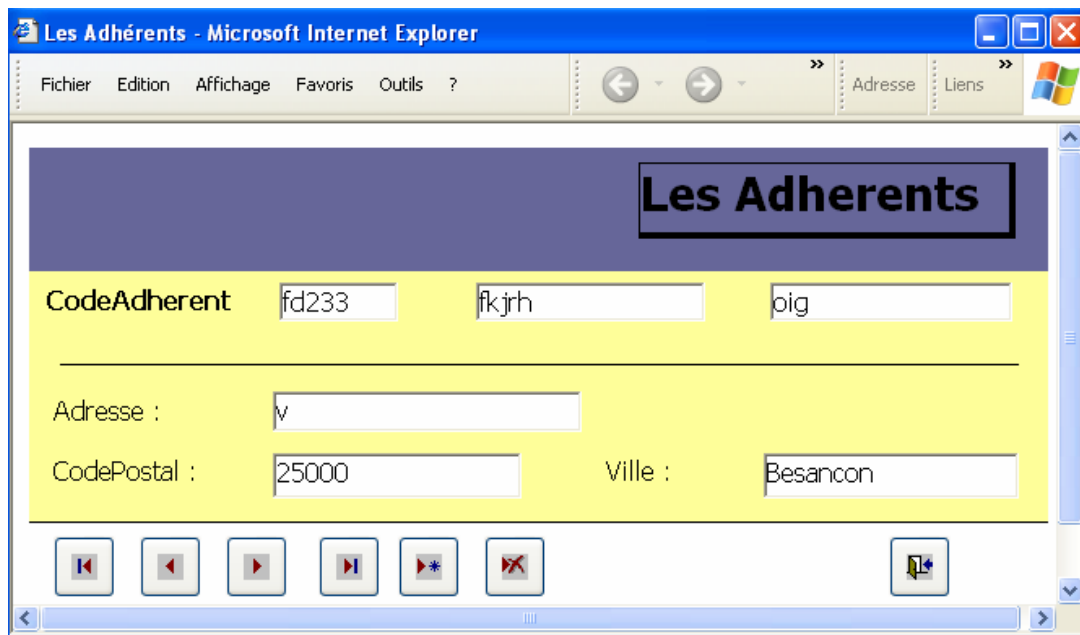 Les Adhérents - Microsoft Internet Explorer
Fichier Edition Affichage Favoris Outils ? » Adresse Liens »
Les Adherents
CodeAdherent fd233 fkjrh oig
Adresse : v
CodePostal : 25000 Ville : Besancon